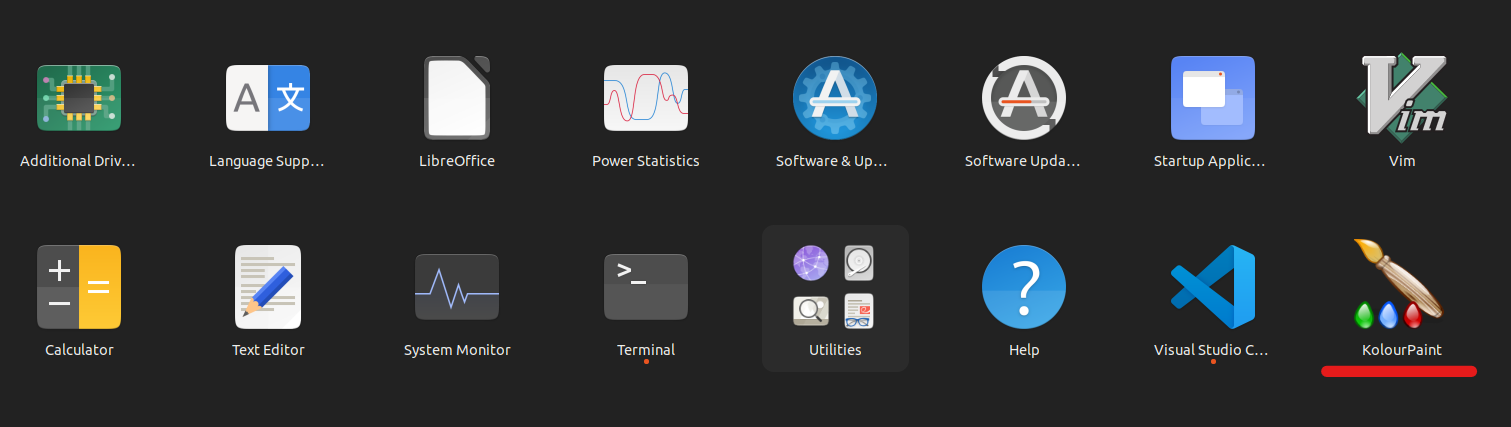 Additional Driv...
Language Supp...
LibreOffice
Power Statistics
Software & Up...
Software Upda...
Startup Applic...
Vim
Calculator
Text Editor
System Monitor
Terminal
Utilities
Help
Visual Studio C...
KolourPaint